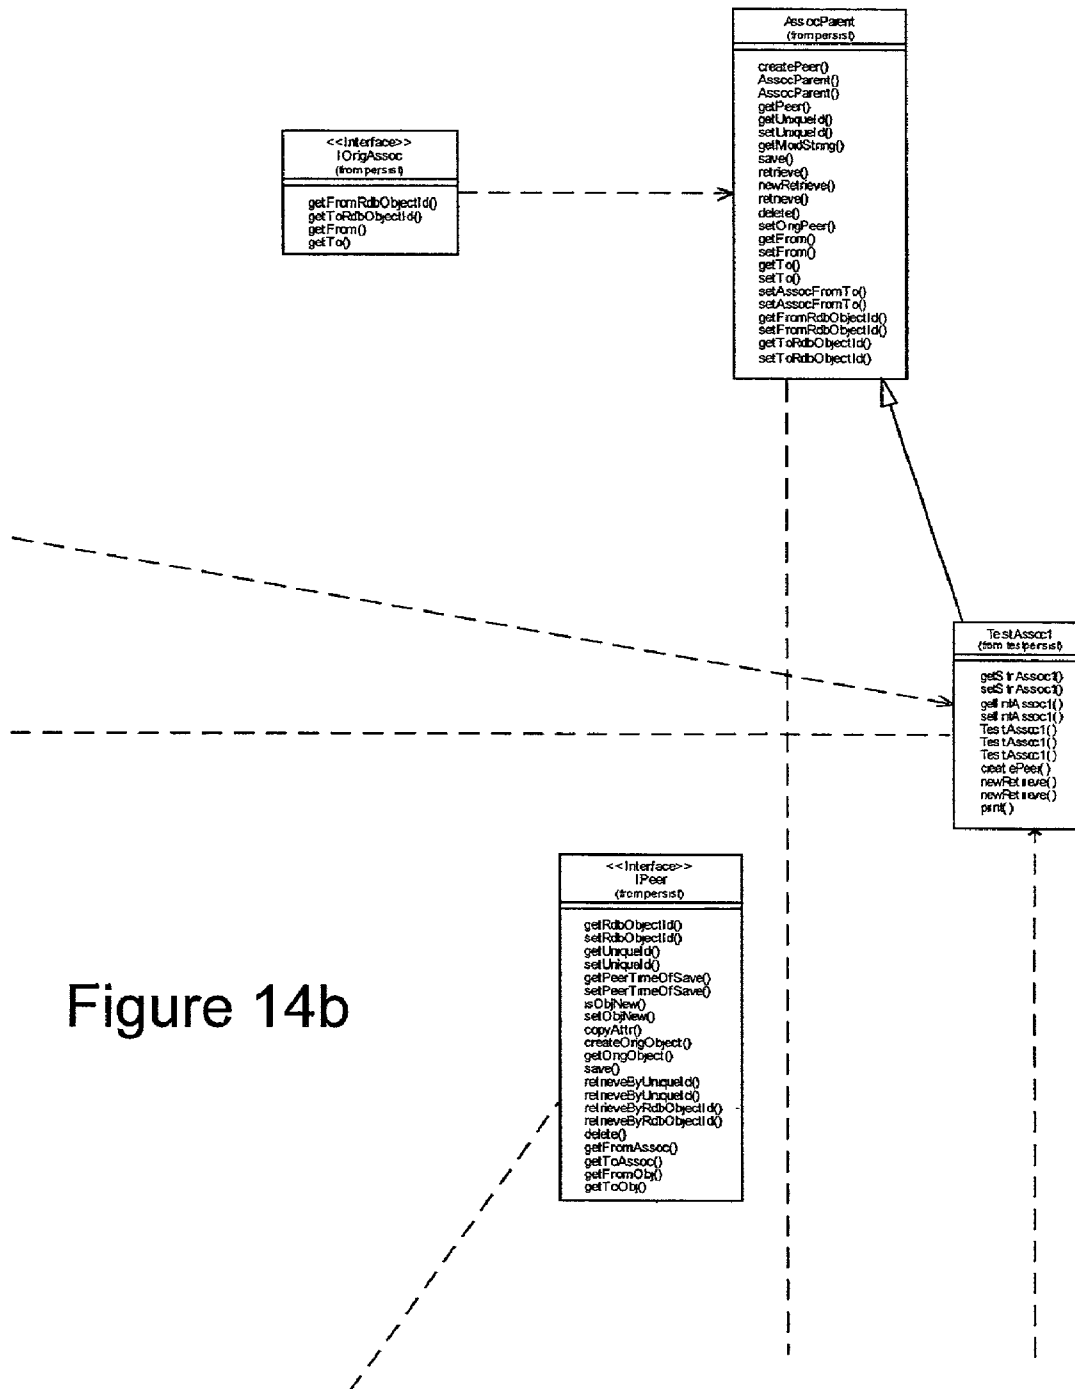 AssocParent
(from persist)
createPeer()
AssocParent()
AssocParent()
getPeer()
getUniqueId()
setUniqueId()
getMoidString()
save()
retrieve()
newRetrieve()
retrieve()
delete()
setOrigPeer()
getFrom()
setFrom()
getTo()
setTo()
setAssocFromTo()
setAssocFromTo()
getFromRdbObjectId()
setFromRdbObjectId()
getToRdbObjectId()
setToRdbObjectId()
<<Interface>>
IOrigAssoc
(from persist)
getFromRdbObjectId()
getToRdbObjectId()
getFrom()
getTo()
TestAssoc1
(from testpersist)
getStrAssoc1()
setStrAssoc1()
getIntAssoc1()
setIntAssoc1()
TestAssoc1()
TestAssoc1()
TestAssoc1()
createPeer()
newRetrieve()
newRetrieve()
print()
<<Interface>>
IPeer
(from persist)
getRdbObjectId()
setRdbObjectId()
getUniqueId()
setUniqueId()
getPeerTimeOfSave()
setPeerTimeOfSave()
isObjNew()
setObjNew()
copyAttr()
createOrigObject()
getOrigObject()
save()
retrieveByUniqueId()
retrieveByUniqueId()
retrieveByRdbObjectId()
retrieveByRdbObjectId()
delete()
getFromAssoc()
getToAssoc()
getFromObj()
getToObj()
Figure 14b